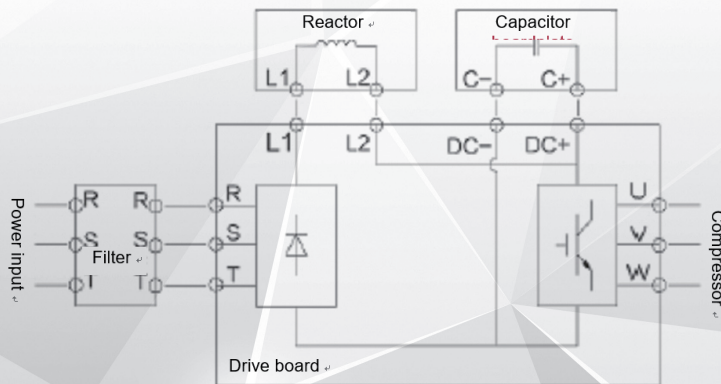 Reactor
Capacitor
L1 L2 C- C+
L1 L2 DC- DC+
Power input
R R R
S S S
T T T
Filter
U
V
W
Compressor
Drive board